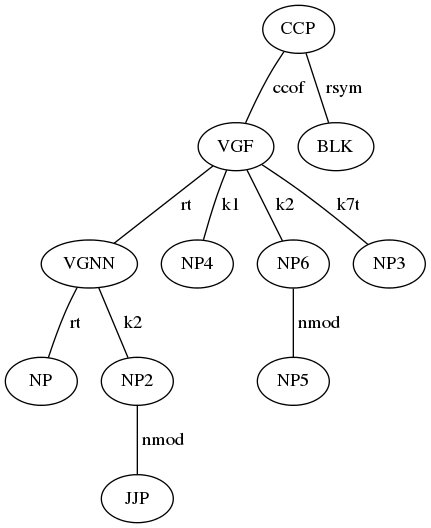 CCP
ccof rsym
VGF BLK
rt k1 k2 k7t
VGNN NP4 NP6 NP3
rt k2 nmod
NP NP2 NP5
nmod
JJP